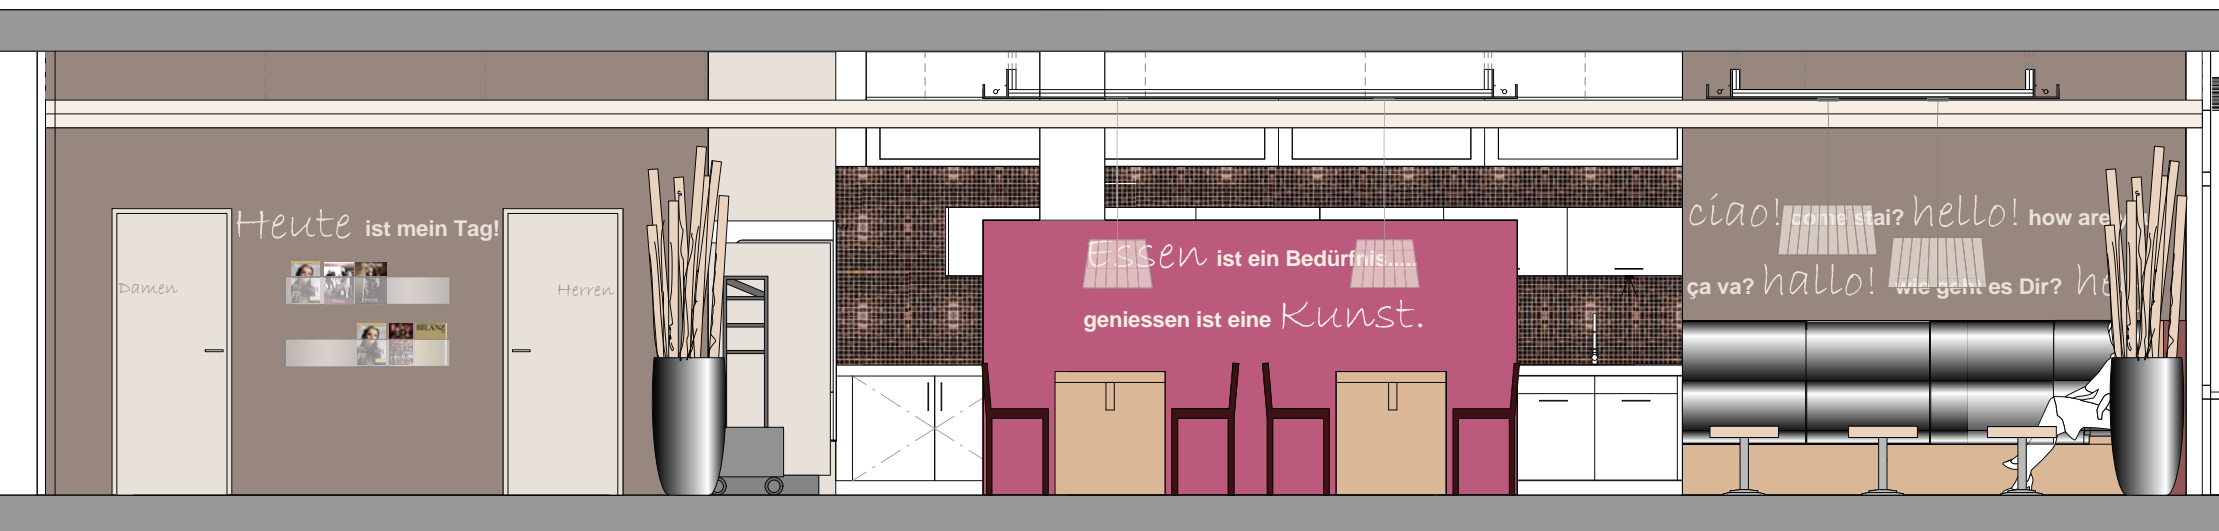 Heute ist mein Tag!
Damen
Herren
BILANZ
Essen ist ein Bedürfnis.....
geniessen ist eine Kunst.
ciao! come stai? hello! how are
ça va? hallo! wie geht es Dir?